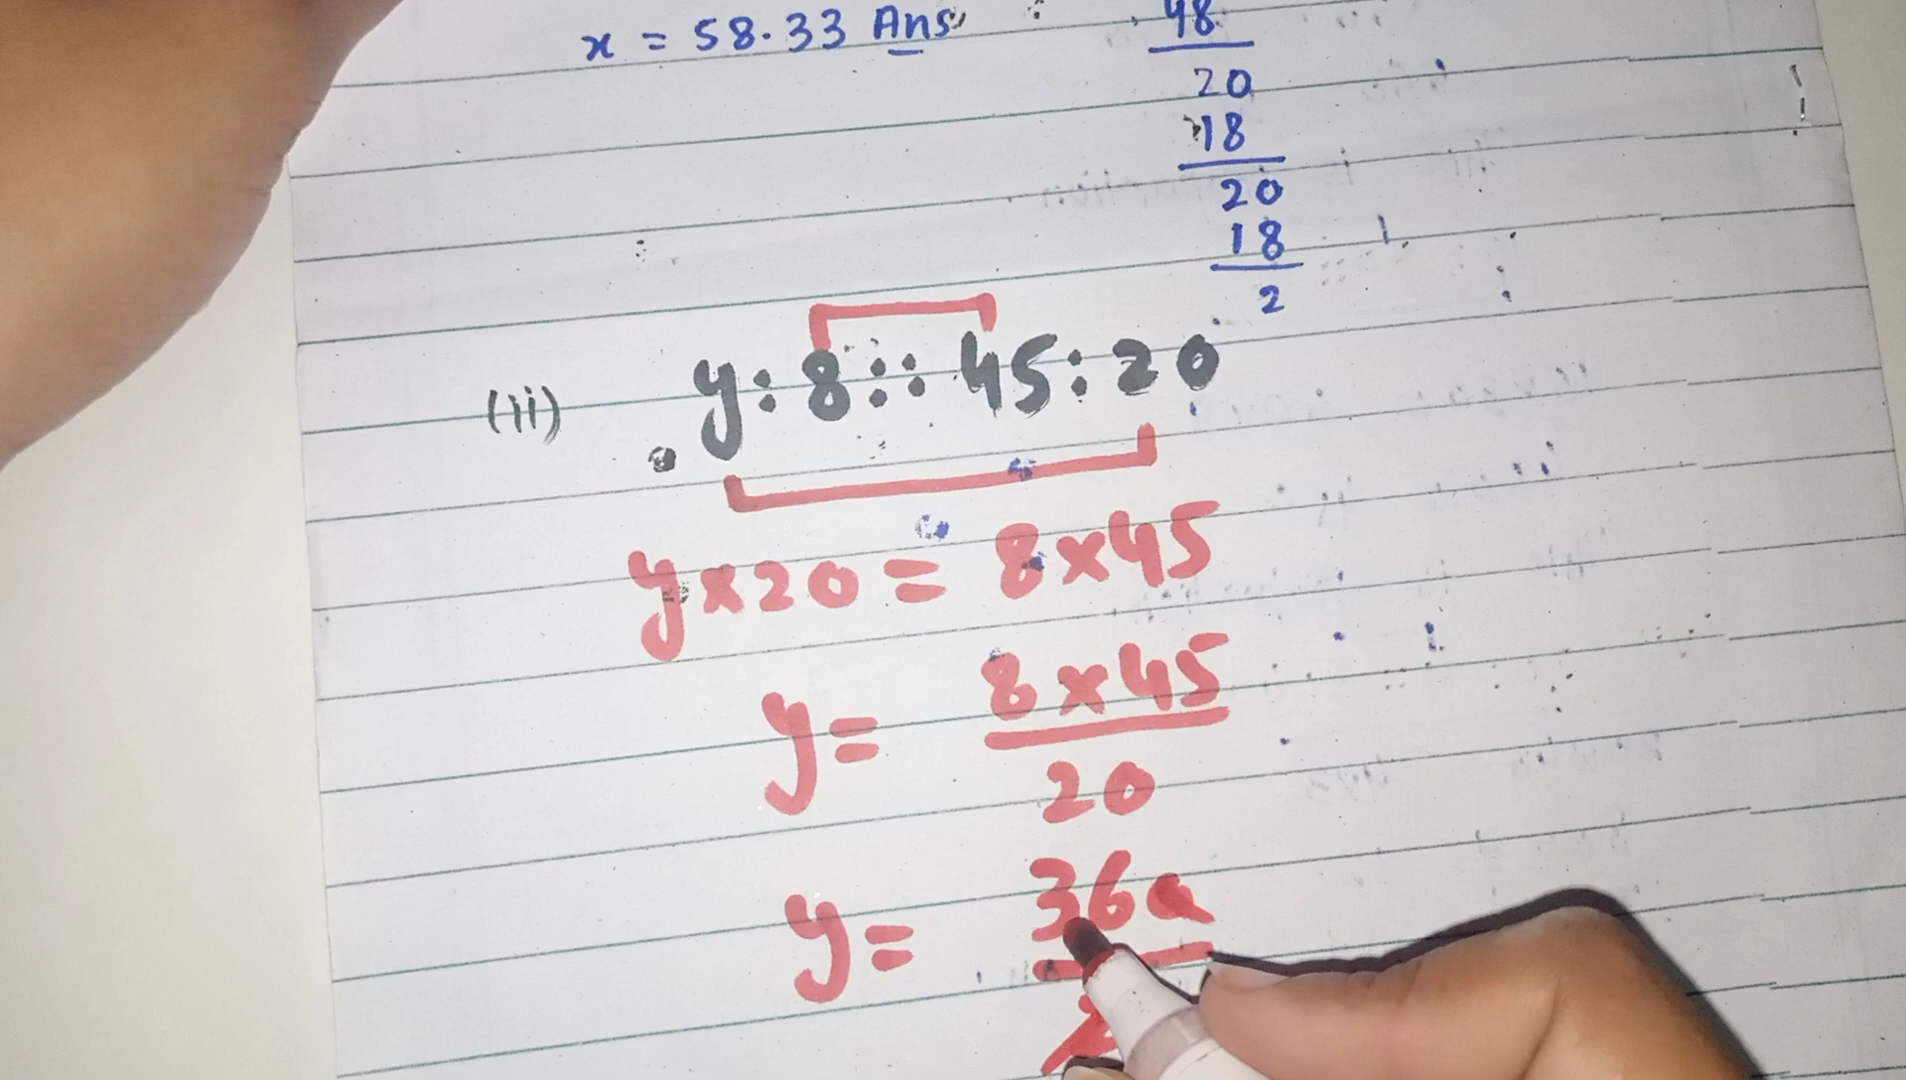 x = 58.33 Ans
48
20
18
20
18
2
(ii) y:8::45:20
y×20 = 8×45
y = 8×45
20
y = 360